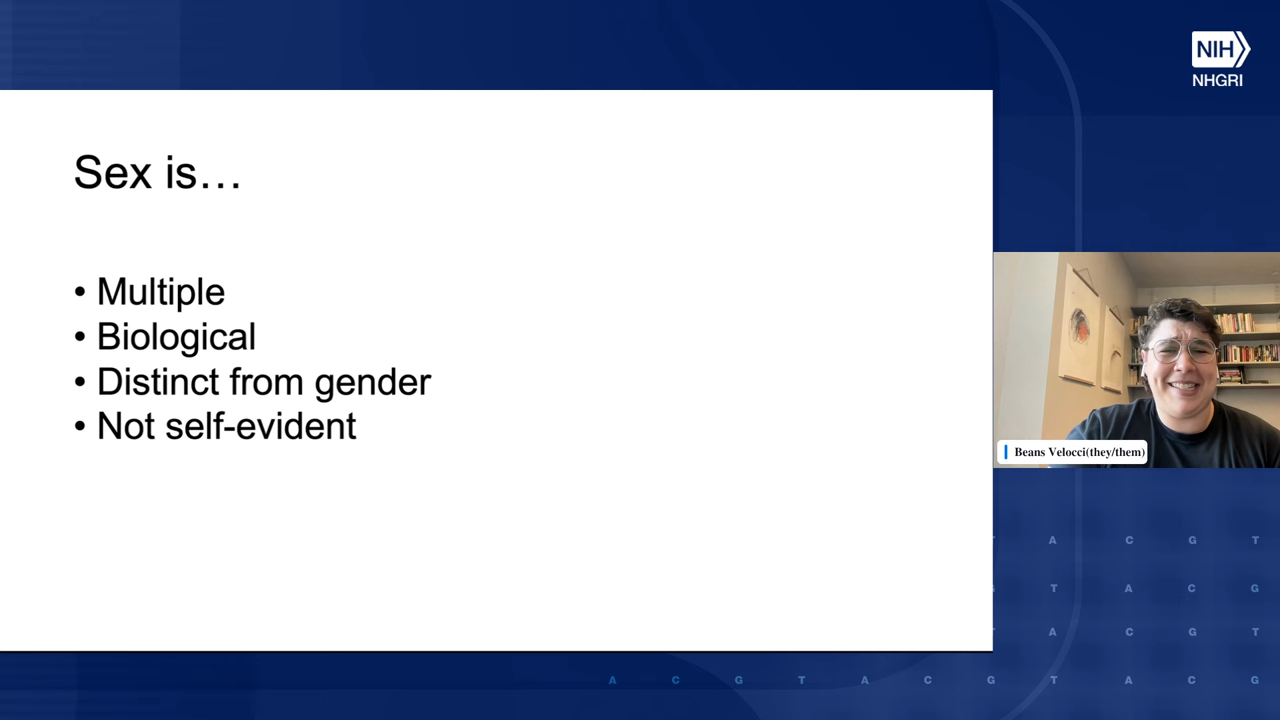 NIH
NHGRI
Sex is…
• Multiple
• Biological
• Distinct from gender
• Not self-evident
Beans Velocci(they/them)
T A C G T
G T A C G
T A C G T
A C G T A C G T A C G